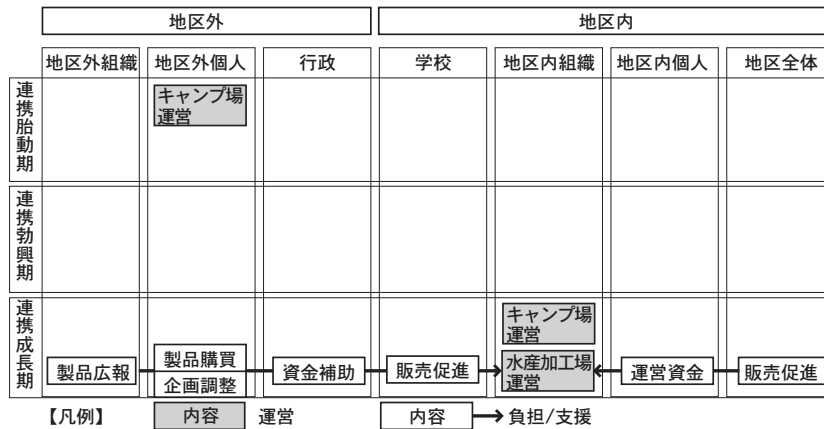 地区外
地区内
地区外組織
地区外個人
行政
学校
地区内組織
地区内個人
地区全体
連携胎動期
キャンプ場
運営
連携勃興期
連携成長期
キャンプ場
運営
製品広報
製品購買
企画調整
資金補助
販売促進
水産加工場
運営
運営資金
販売促進
【凡例】
内容
運営
内容
負担/支援